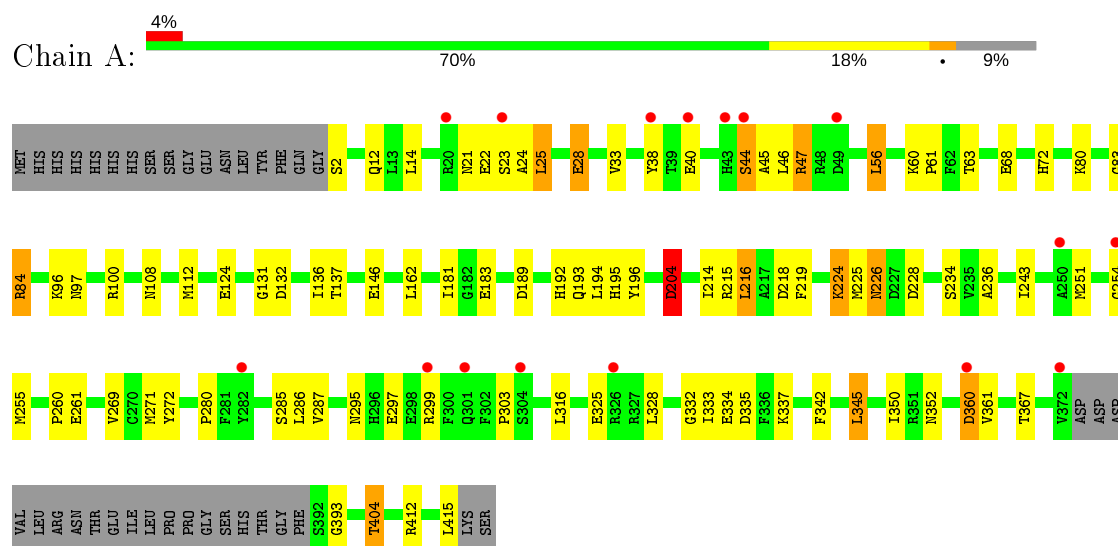 4%
Chain A:
70% 18% • 9%
MET HIS HIS HIS HIS HIS HIS SER SER GLY GLU ASN LEU TYR PHE GLN GLY S2 Q12 L13 L14 R20 N21 E22 S23 A24 L25 E28 V33 Y38 T39 E40 H43 S44 A45 L46 R47 R48 D49 L56 K60 P61 F62 T63 E68 H72 K80
R84 K96 N97 R100 N108 M112 E124 G131 D132 I136 T137 E146 L162 I181 G182 E183 D189 H192 Q193 L194 H195 Y196 D204 I214 R215 L216 A217 D218 F219 K224 M225 N226 D227 D228 S234 V235 A236 I243 A250 M251
M255 P260 E261 V269 C270 M271 Y272 P280 F281 Y282 S285 L286 V287 N295 H296 E297 E298 R299 F300 Q301 F302 P303 S304 L316 E325 R326 R327 L328 G332 I333 E334 D335 F336 K337 F342 L345 I350 R351 N352 D360 V361 T367 V372 ASP ASP
VAL LEU ARG ASN THR GLU ILE LEU PRO PRO GLY SER HIS THR GLY PHE S392 G393 T404 R412 L415 LYS SER